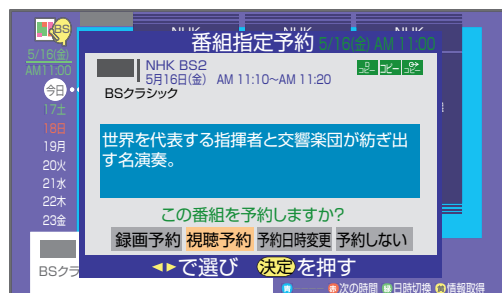 BS
NHK
NHK
番組指定予約 5/16(金) AM 11:00
5/16(金)
AM11:00
NHK BS2
5月16日(金) AM 11:10~AM 11:20
コピー コピー コピー
BSクラシック
今日
17土
18日
19月
20火
21水
22木
23金
世界を代表する指揮者と交響楽団が紡ぎ出
す名演奏。
この番組を予約しますか?
録画予約 視聴予約 予約日時変更 予約しない
BSクラ
で選び 決定を押す
青 赤 次の時間 緑 日時切換 黄 情報取得